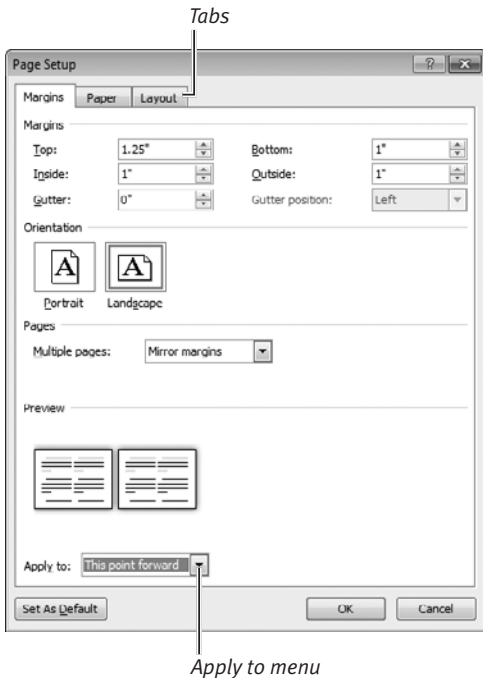 Tabs
Page Setup
Margins Paper Layout
Margins
Top: 1.25" Bottom: 1"
Inside: 1" Outside: 1"
Gutter: 0" Gutter position: Left
Orientation
A A
Portrait Landscape
Pages
Multiple pages: Mirror margins
Preview
Apply to: This point forward
Set As Default OK Cancel
Apply to menu